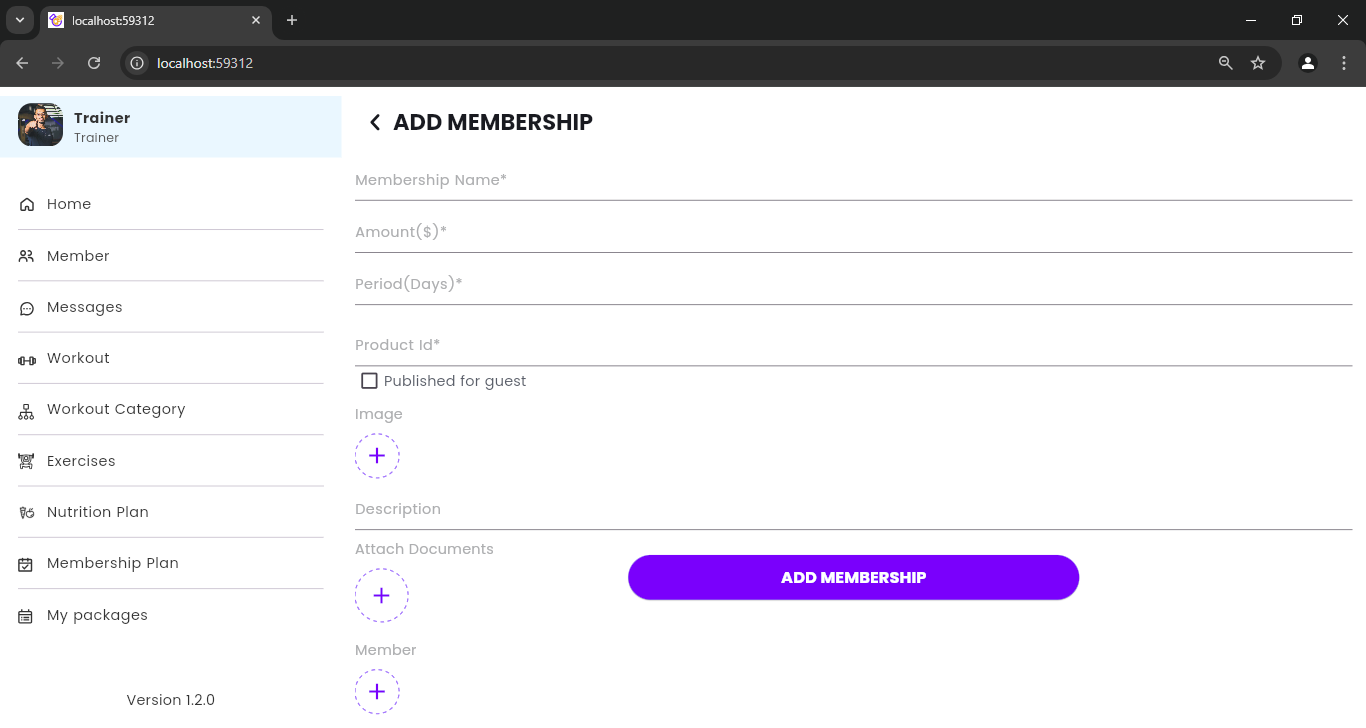 localhost:59312
localhost:59312
Trainer
Trainer
Home
Member
Messages
Workout
Workout Category
Exercises
Nutrition Plan
Membership Plan
My packages
Version 1.2.0
ADD MEMBERSHIP
Membership Name*
Amount($)*
Period(Days)*
Product Id*
Published for guest
Image
Description
Attach Documents
ADD MEMBERSHIP
Member